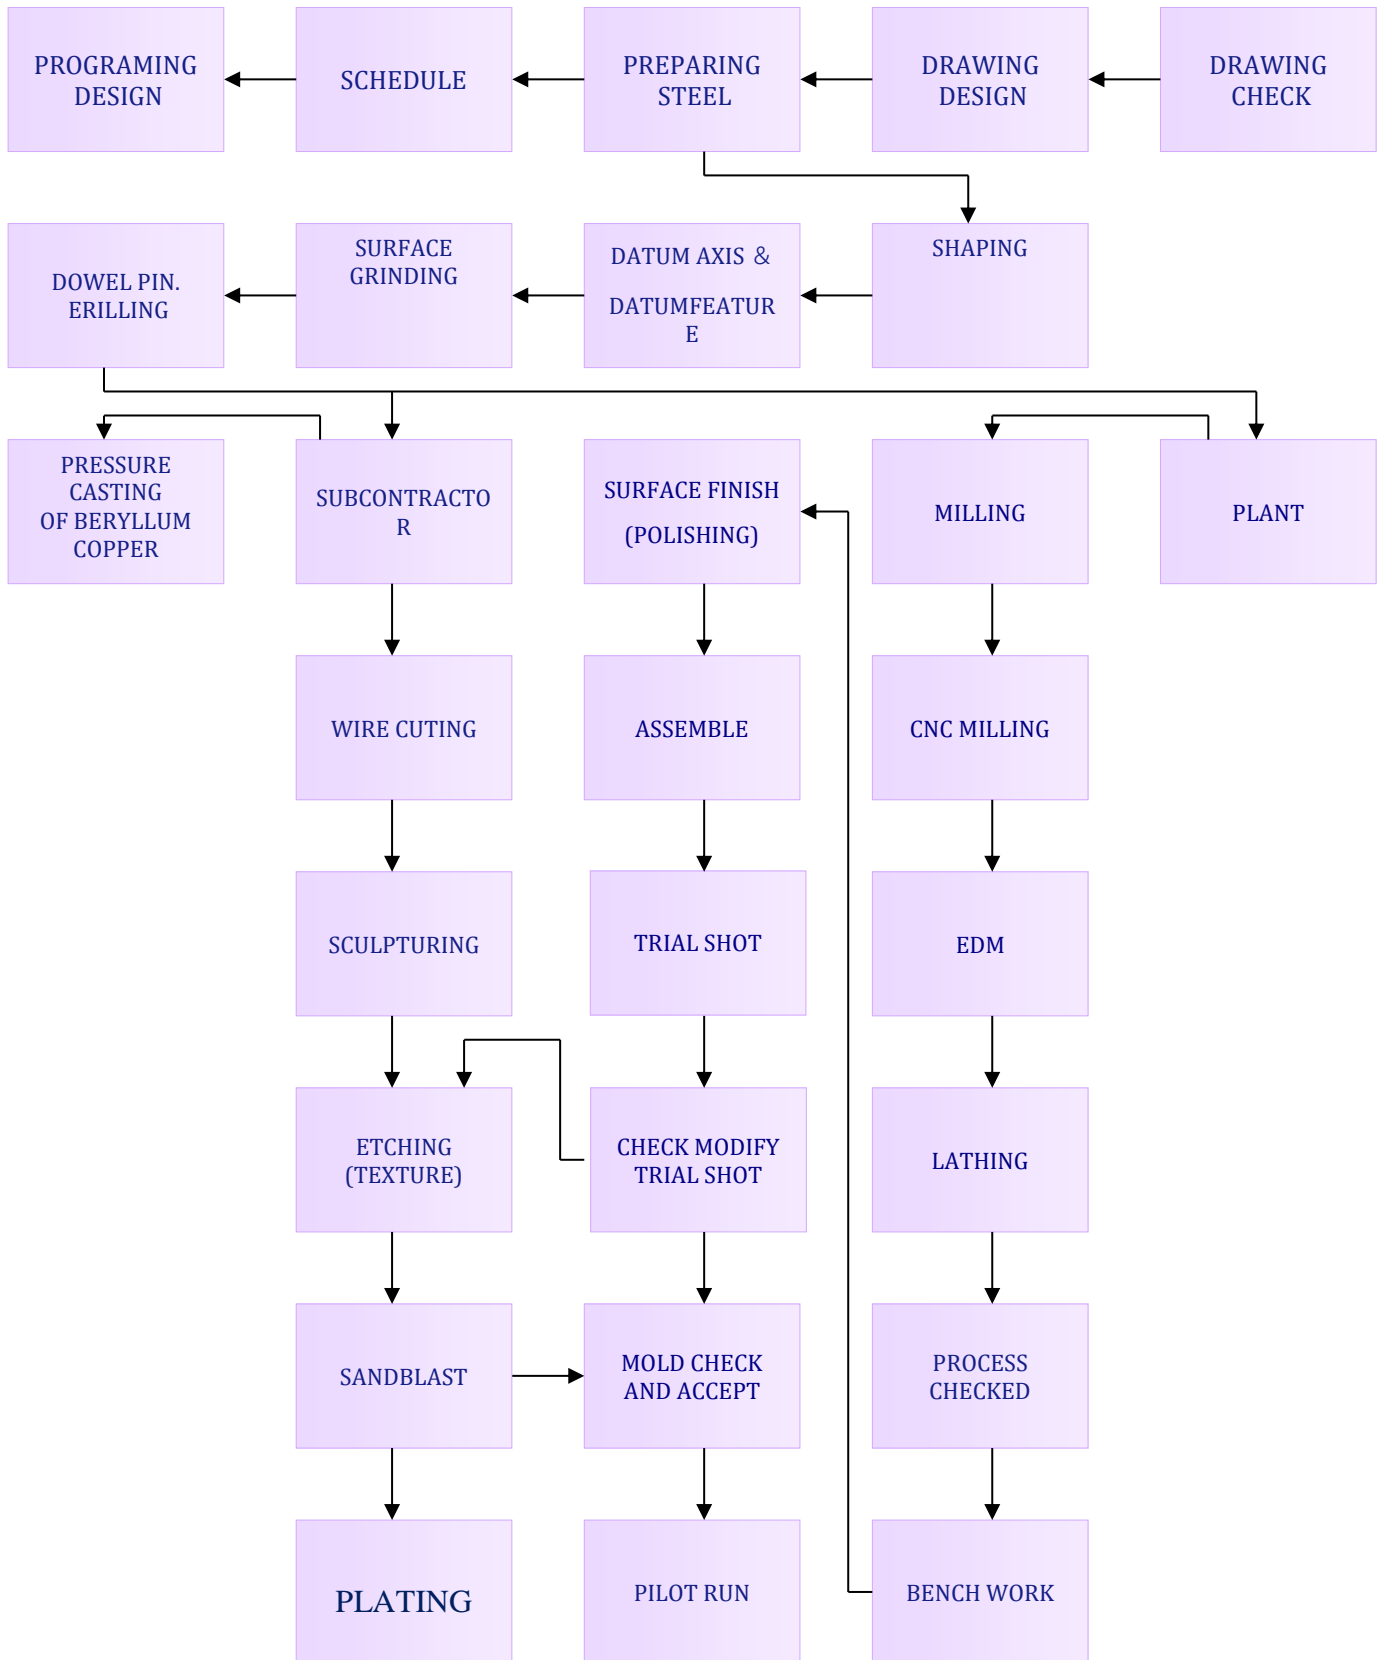 PROGRAMING
DESIGN
SCHEDULE
PREPARING
STEEL
DRAWING
DESIGN
DRAWING
CHECK
DOWEL PIN.
ERILLING
SURFACE
GRINDING
DATUM AXIS ＆
DATUMFEATUR
E
SHAPING
PRESSURE
CASTING
OF BERYLLUM
COPPER
SUBCONTRACTO
R
SURFACE FINISH
(POLISHING)
MILLING
PLANT
WIRE CUTING
ASSEMBLE
CNC MILLING
SCULPTURING
TRIAL SHOT
EDM
ETCHING
(TEXTURE)
CHECK MODIFY
TRIAL SHOT
LATHING
SANDBLAST
MOLD CHECK
AND ACCEPT
PROCESS
CHECKED
PLATING
PILOT RUN
BENCH WORK